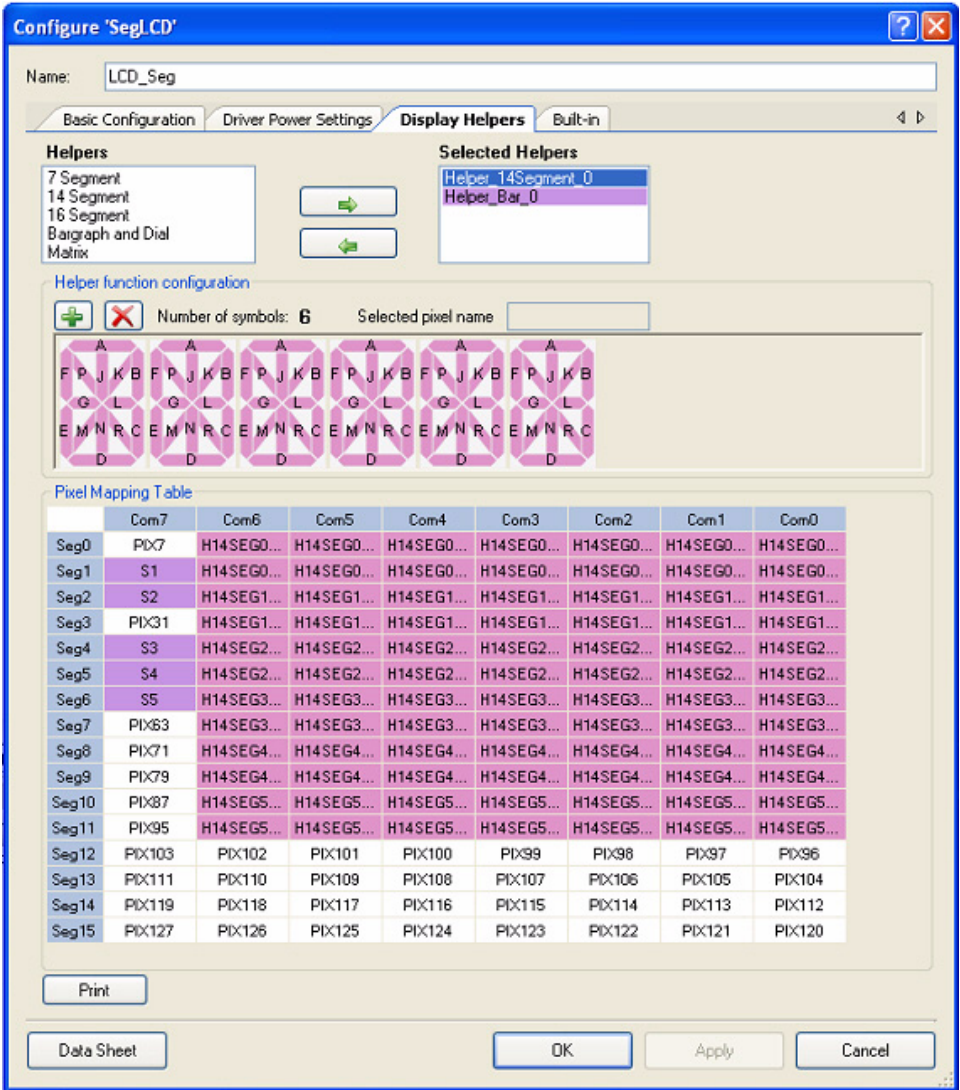 Configure 'SegLCD'
Name: LCD_Seg
Basic Configuration Driver Power Settings Display Helpers Built-in
Helpers Selected Helpers
7 Segment Helper_14Segment_0
14 Segment Helper_Bar_0
16 Segment
Bargraph and Dial
Matrix
Helper function configuration
Number of symbols: 6 Selected pixel name
A A A A A A
F P J K B F P J K B F P J K B F P J K B F P J K B F P J K B
G L G L G L G L G L G L
E M N R C E M N R C E M N R C E M N R C E M N R C E M N R C
D D D D D D
Pixel Mapping Table
Com7 Com6 Com5 Com4 Com3 Com2 Com1 Com0
Seg0 PIX7 H14SEG0... H14SEG0... H14SEG0... H14SEG0... H14SEG0... H14SEG0... H14SEG0...
Seg1 S1 H14SEG0... H14SEG0... H14SEG0... H14SEG0... H14SEG0... H14SEG0... H14SEG0...
Seg2 S2 H14SEG1... H14SEG1... H14SEG1... H14SEG1... H14SEG1... H14SEG1... H14SEG1...
Seg3 PIX31 H14SEG1... H14SEG1... H14SEG1... H14SEG1... H14SEG1... H14SEG1... H14SEG1...
Seg4 S3 H14SEG2... H14SEG2... H14SEG2... H14SEG2... H14SEG2... H14SEG2... H14SEG2...
Seg5 S4 H14SEG2... H14SEG2... H14SEG2... H14SEG2... H14SEG2... H14SEG2... H14SEG2...
Seg6 S5 H14SEG3... H14SEG3... H14SEG3... H14SEG3... H14SEG3... H14SEG3... H14SEG3...
Seg7 PIX63 H14SEG3... H14SEG3... H14SEG3... H14SEG3... H14SEG3... H14SEG3... H14SEG3...
Seg8 PIX71 H14SEG4... H14SEG4... H14SEG4... H14SEG4... H14SEG4... H14SEG4... H14SEG4...
Seg9 PIX79 H14SEG4... H14SEG4... H14SEG4... H14SEG4... H14SEG4... H14SEG4... H14SEG4...
Seg10 PIX87 H14SEG5... H14SEG5... H14SEG5... H14SEG5... H14SEG5... H14SEG5... H14SEG5...
Seg11 PIX95 H14SEG5... H14SEG5... H14SEG5... H14SEG5... H14SEG5... H14SEG5... H14SEG5...
Seg12 PIX103 PIX102 PIX101 PIX100 PIX99 PIX98 PIX97 PIX96
Seg13 PIX111 PIX110 PIX109 PIX108 PIX107 PIX106 PIX105 PIX104
Seg14 PIX119 PIX118 PIX117 PIX116 PIX115 PIX114 PIX113 PIX112
Seg15 PIX127 PIX126 PIX125 PIX124 PIX123 PIX122 PIX121 PIX120
Print
Data Sheet OK Apply Cancel